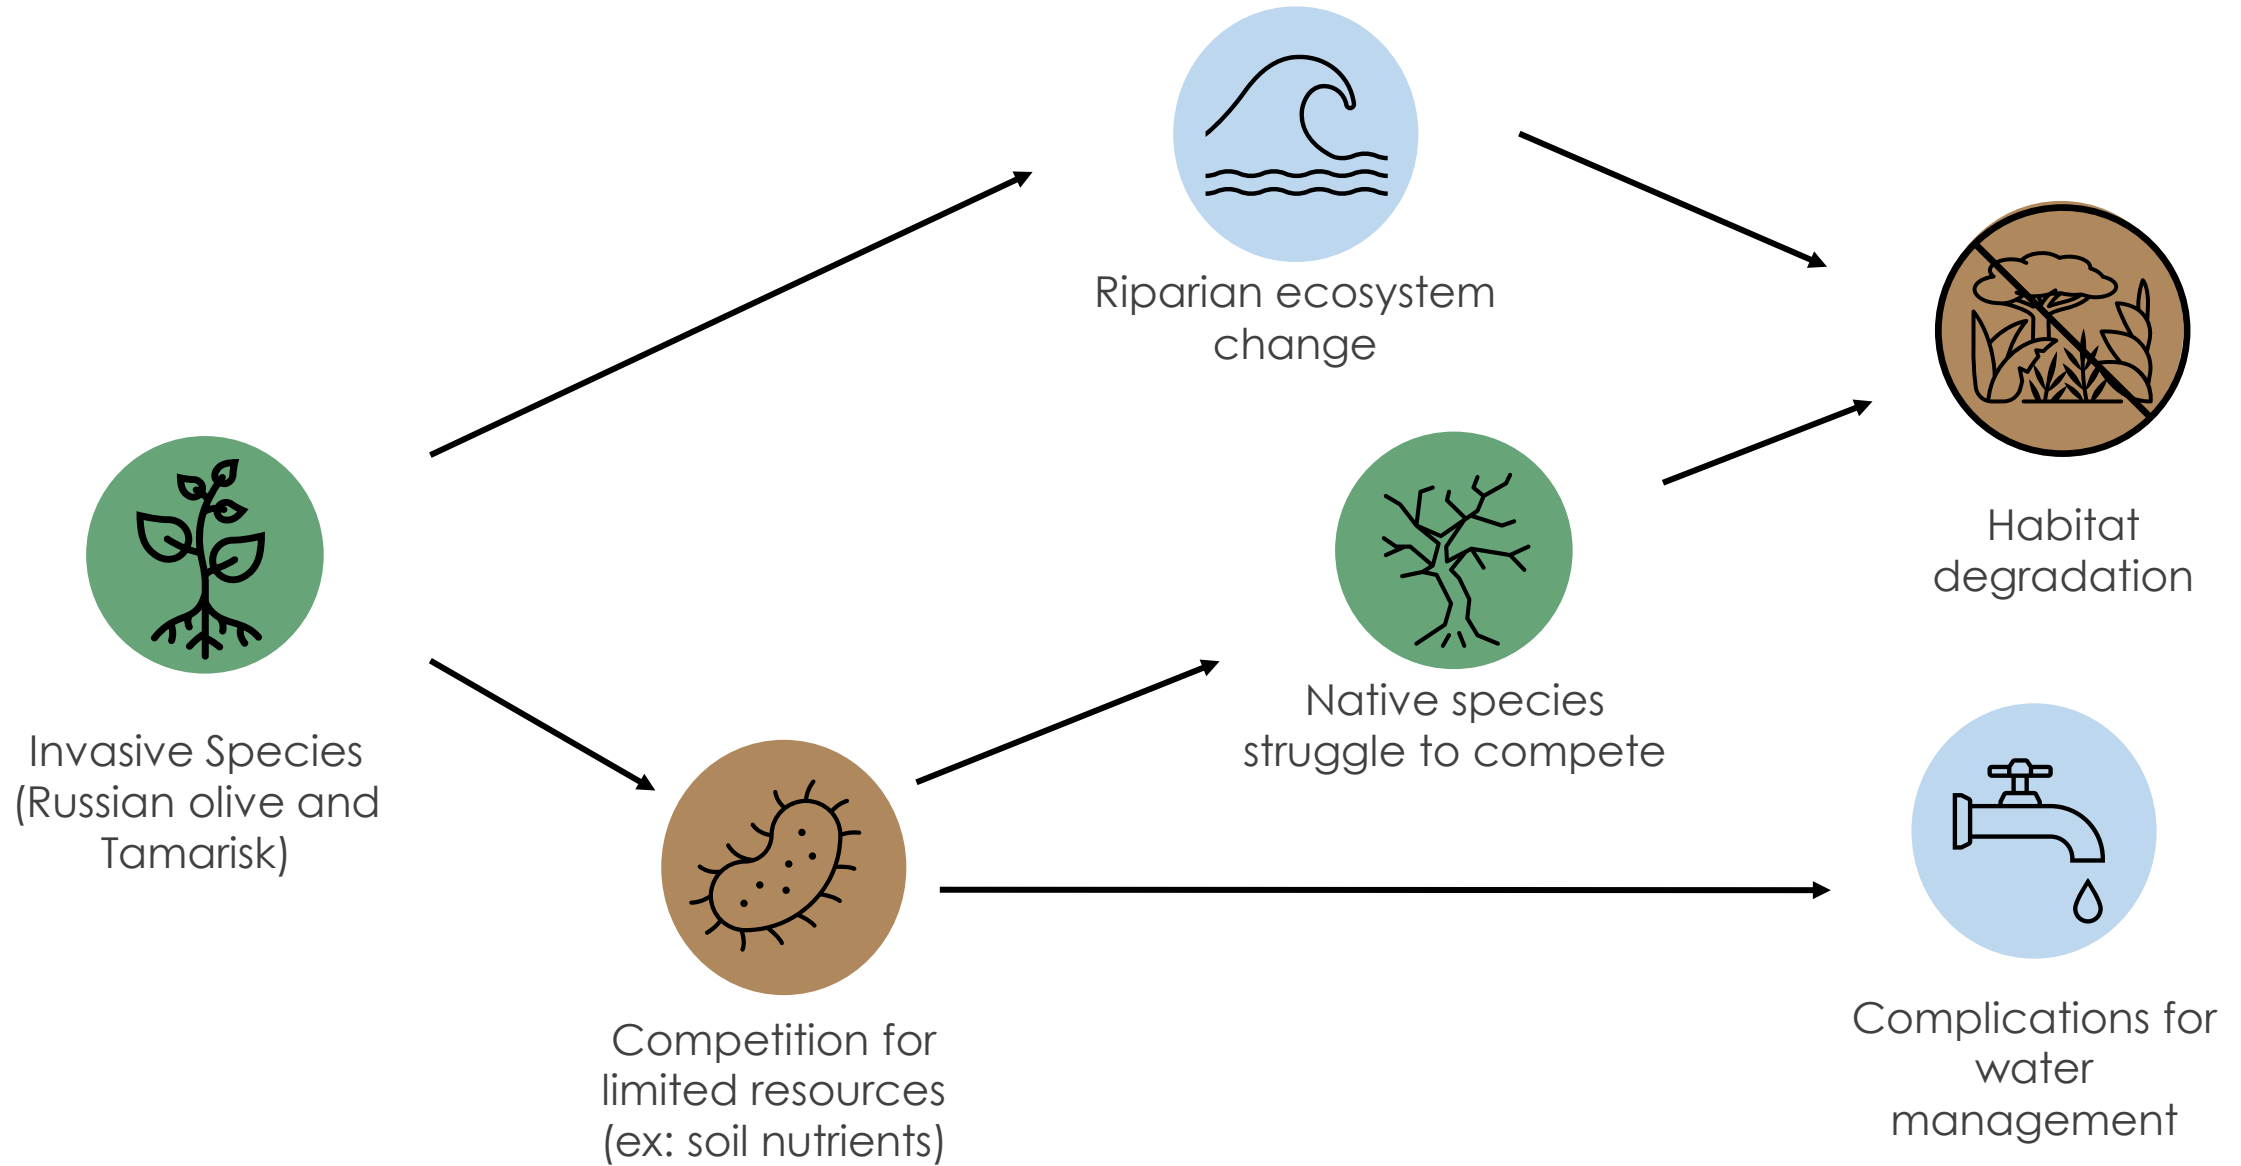 Riparian ecosystem
change
Habitat
degradation
Native species
struggle to compete
Invasive Species
(Russian olive and
Tamarisk)
Competition for
limited resources
(ex: soil nutrients)
Complications for
water
management